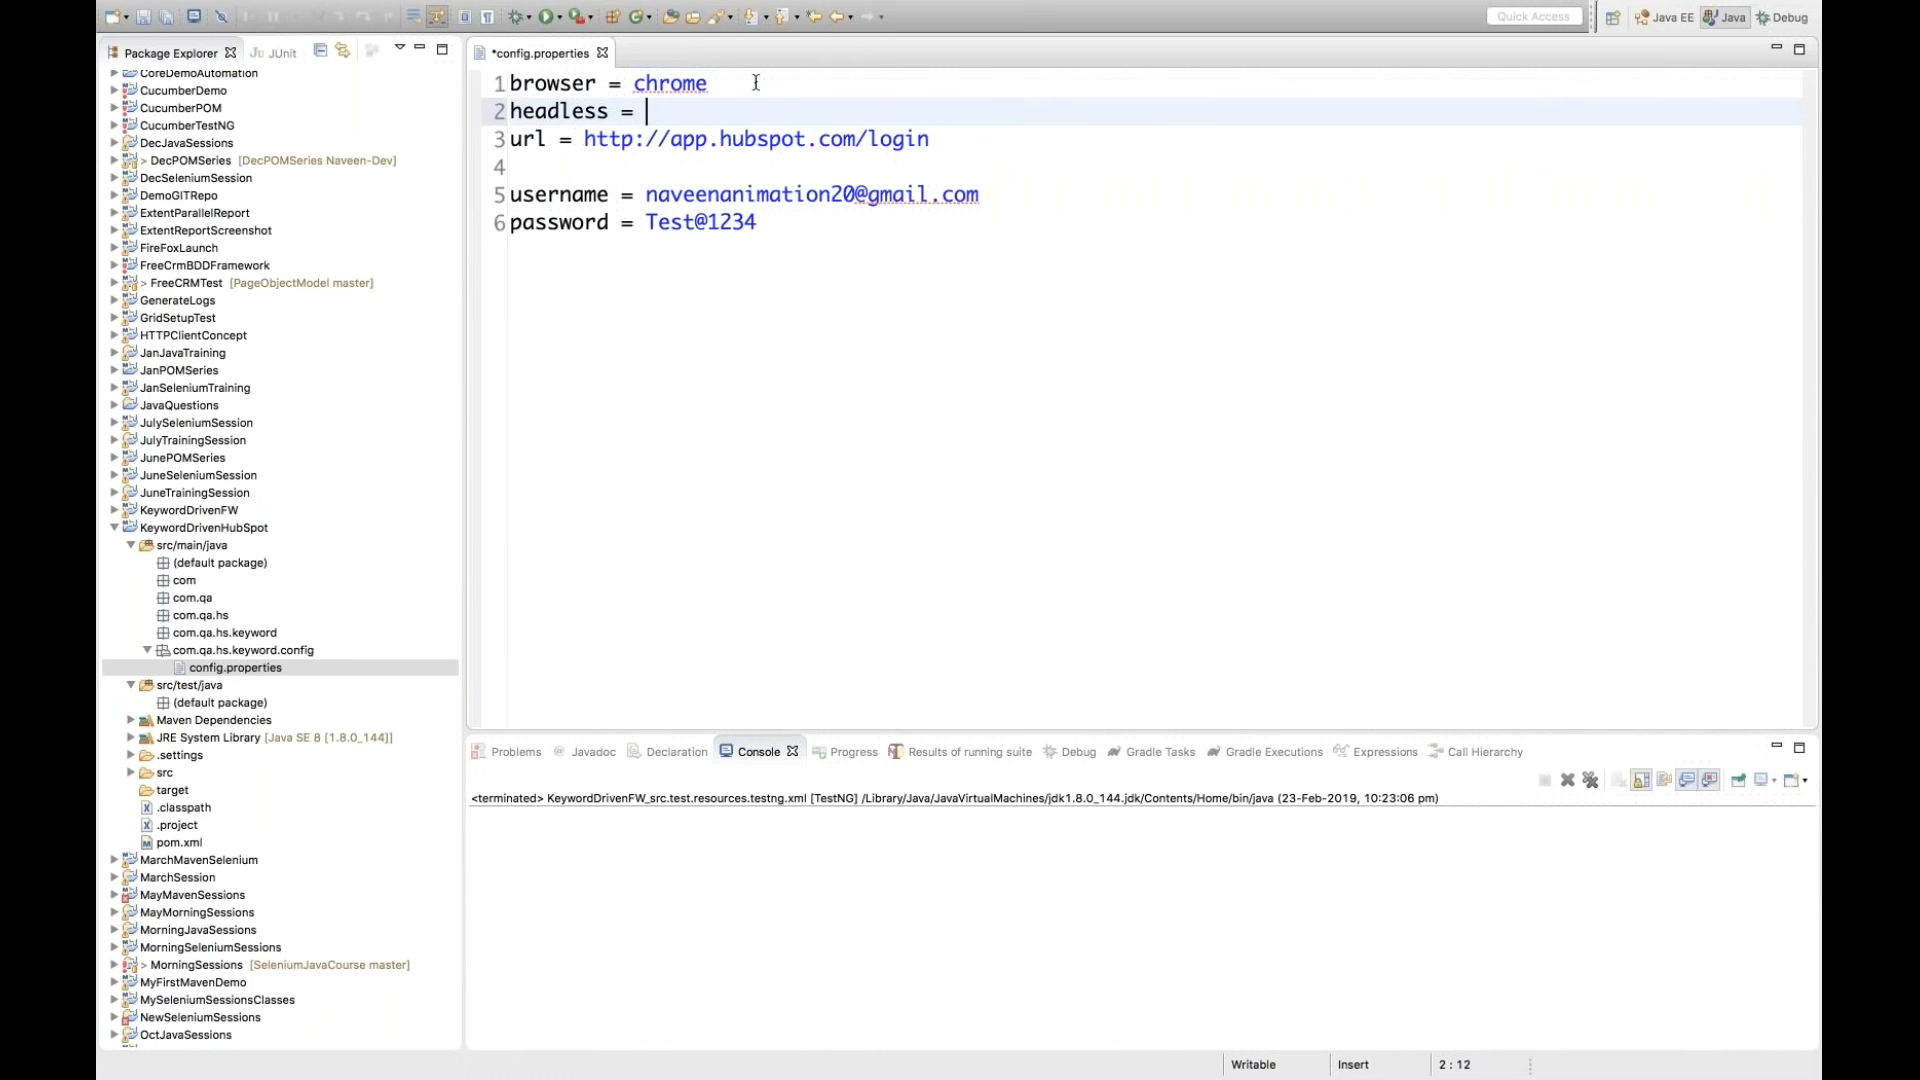 Quick Access
Java EE
Java
Debug
Package Explorer
JUnit
*config.properties
CoreDemoAutomation
CucumberDemo
CucumberPOM
CucumberTestNG
DecJavaSessions
> DecPOMSeries [DecPOMSeries Naveen-Dev]
DecSeleniumSession
DemoGITRepo
ExtentParallelReport
ExtentReportScreenshot
FireFoxLaunch
FreeCrmBDDFramework
> FreeCRMTest [PageObjectModel master]
GenerateLogs
GridSetupTest
HTTPClientConcept
JanJavaTraining
JanPOMSeries
JanSeleniumTraining
JavaQuestions
JulySeleniumSession
JulyTrainingSession
JunePOMSeries
JuneSeleniumSession
JuneTrainingSession
KeywordDrivenFW
KeywordDrivenHubSpot
src/main/java
(default package)
com
com.qa
com.qa.hs
com.qa.hs.keyword
com.qa.hs.keyword.config
config.properties
src/test/java
(default package)
Maven Dependencies
JRE System Library [Java SE 8 [1.8.0_144]]
.settings
src
target
.classpath
.project
pom.xml
MarchMavenSelenium
MarchSession
MayMavenSessions
MayMorningSessions
MorningJavaSessions
MorningSeleniumSessions
> MorningSessions [SeleniumJavaCourse master]
MyFirstMavenDemo
MySeleniumSessionsClasses
NewSeleniumSessions
OctJavaSessions
1 browser = chrome
2 headless =
3 url = http://app.hubspot.com/login
4
5 username = naveenanimation20@gmail.com
6 password = Test@1234
Problems
Javadoc
Declaration
Console
Progress
Results of running suite
Debug
Gradle Tasks
Gradle Executions
Expressions
Call Hierarchy
<terminated> KeywordDrivenFW_src.test.resources.testng.xml [TestNG] /Library/Java/JavaVirtualMachines/jdk1.8.0_144.jdk/Contents/Home/bin/java (23-Feb-2019, 10:23:06 pm)
Writable
Insert
2 : 12